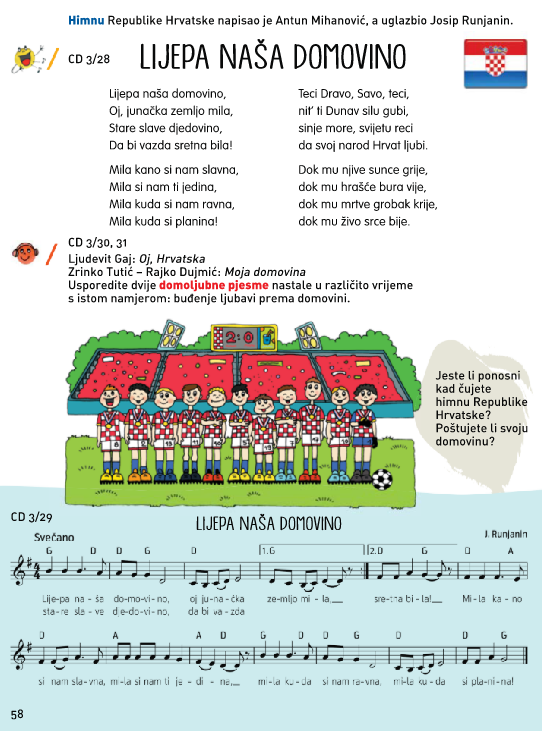 Himnu Republike Hrvatske napisao je Antun Mihanović, a uglazbio Josip Runjanin.
CD 3/28
LIJEPA NAŠA DOMOVINO
Lijepa naša domovino,
Oj, junačka zemljo mila,
Stare slave djedovino,
Da bi vazda sretna bila!
Mila kano si nam slavna,
Mila si nam ti jedina,
Mila kuda si nam ravna,
Mila kuda si planina!
Teci Dravo, Savo, teci,
nit' ti Dunav silu gubi,
sinje more, svijetu reci
da svoj narod Hrvat ljubi.
Dok mu njive sunce grije,
dok mu hrašće bura vije,
dok mu mrtve grobak krije,
dok mu živo srce bije.
CD 3/30, 31
Ljudevit Gaj: Oj, Hrvatska
Zrinko Tutić – Rajko Dujmić: Moja domovina
Usporedite dvije domoljubne pjesme nastale u različito vrijeme
s istom namjerom: buđenje ljubavi prema domovini.
2:0
Jeste li ponosni
kad čujete
himnu Republike
Hrvatske?
Poštujete li svoju
domovinu?
CD 3/29
LIJEPA NAŠA DOMOVINO
Svečano
J. Runjanin
G D D G D 1. G 2. D G D A
4 4
Lijepa na - ša do-mo-vi-no, oj ju-na-čka zemljo mi-la, sre-tna bi-la! Mi-la ka-no
sta-re sla-ve dje-do-vi-no, da bi va-zda
D A A D G D D G D D G
si nam sla-vna, mi-la si nam ti je-di-na, mi-la ku-da si nam ravna, mi-la ku-da si pla-ni-na!
58